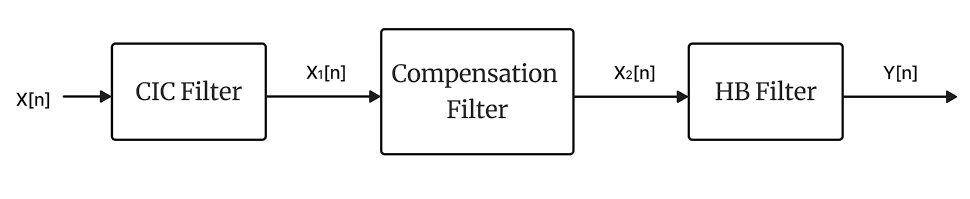 X[n]
CIC Filter
X₁[n]
Compensation
Filter
X₂[n]
HB Filter
Y[n]